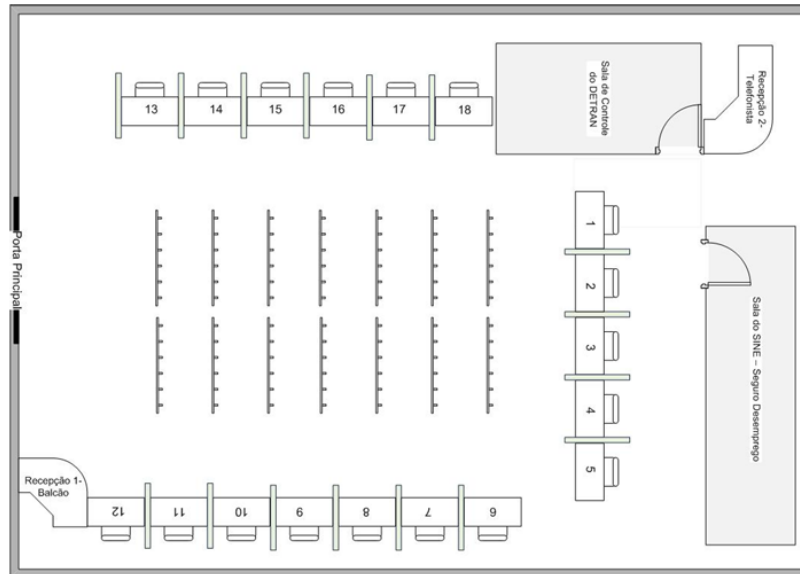 13
14
15
16
17
18
Sala de Controle
do DETRAN
Recepção 2-
Telefonista
Porta Principal
1
2
3
4
5
Sala do SINE – Seguro Desemprego
Recepção 1-
Balcão
12
11
10
9
8
7
6